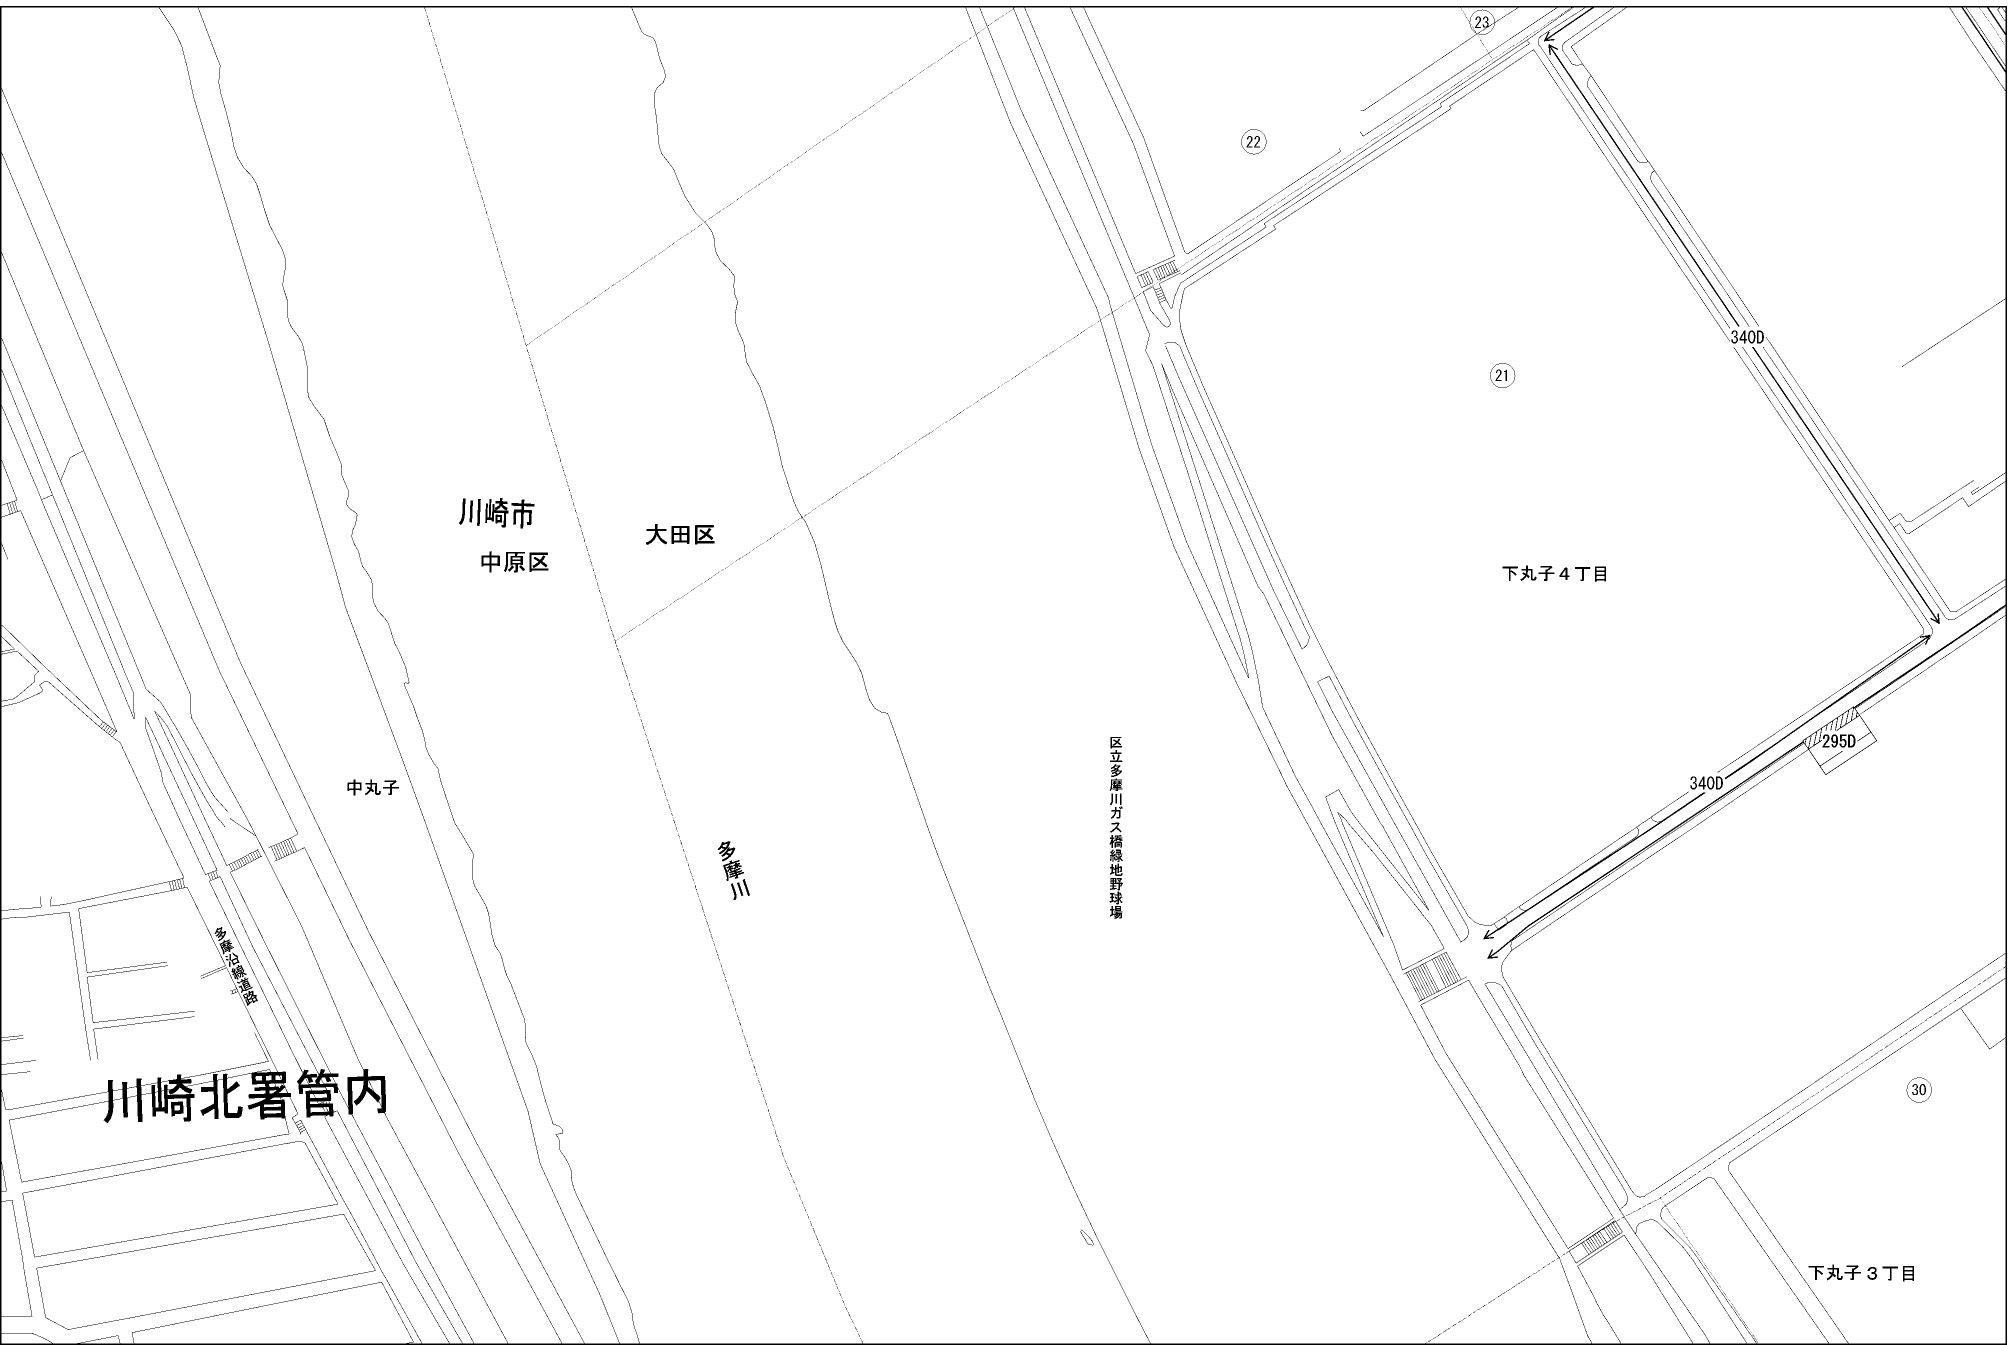 23
22
340D
21
川崎市
大田区
中原区
下丸子4丁目
区立多摩川ガス橋緑地野球場
295D
340D
中丸子
多摩川
多摩沿線道路
川崎北署管内
30
下丸子3丁目